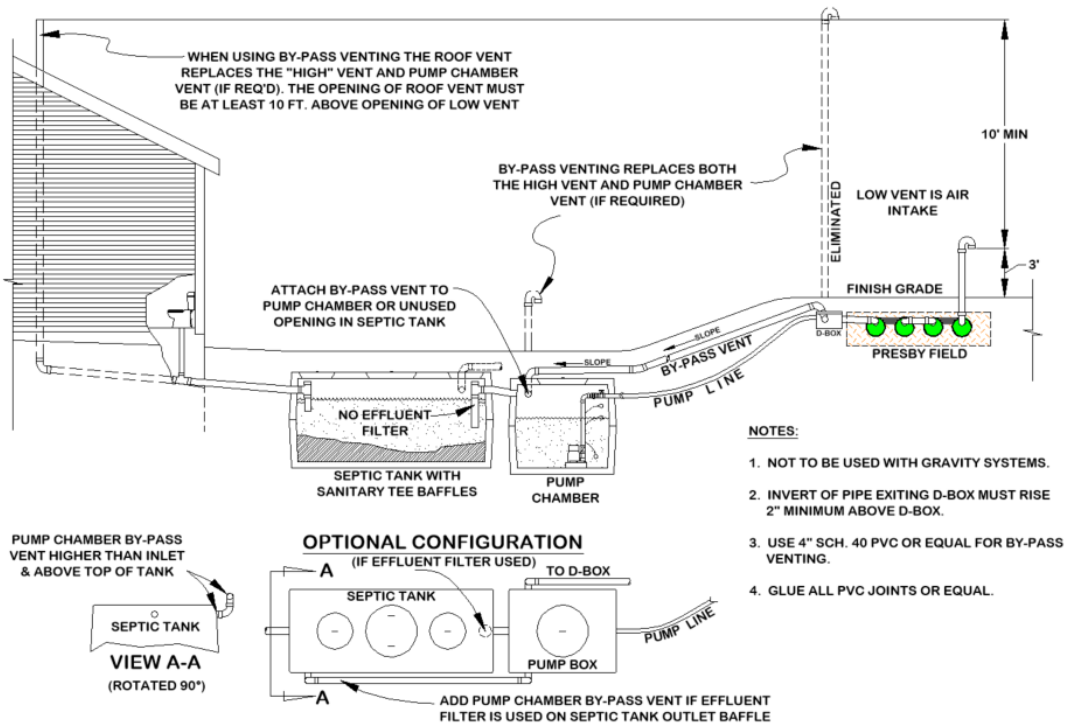 WHEN USING BY-PASS VENTING THE ROOF VENT
REPLACES THE "HIGH" VENT AND PUMP CHAMBER
VENT (IF REQ'D). THE OPENING OF ROOF VENT MUST
BE AT LEAST 10 FT. ABOVE OPENING OF LOW VENT
10' MIN
BY-PASS VENTING REPLACES BOTH
THE HIGH VENT AND PUMP CHAMBER
VENT (IF REQUIRED)
ELIMINATED
LOW VENT IS AIR
INTAKE
3'
ATTACH BY-PASS VENT TO
PUMP CHAMBER OR UNUSED
OPENING IN SEPTIC TANK
FINISH GRADE
D-BOX
PRESBY FIELD
SLOPE
SLOPE
BY-PASS VENT
PUMP LINE
NO EFFLUENT
FILTER
SEPTIC TANK WITH
SANITARY TEE BAFFLES
PUMP
CHAMBER
NOTES:
1. NOT TO BE USED WITH GRAVITY SYSTEMS.
2. INVERT OF PIPE EXITING D-BOX MUST RISE
2" MINIMUM ABOVE D-BOX.
3. USE 4" SCH. 40 PVC OR EQUAL FOR BY-PASS
VENTING.
4. GLUE ALL PVC JOINTS OR EQUAL.
PUMP CHAMBER BY-PASS
VENT HIGHER THAN INLET
& ABOVE TOP OF TANK
SEPTIC TANK
VIEW A-A
(ROTATED 90°)
OPTIONAL CONFIGURATION
(IF EFFLUENT FILTER USED)
A
TO D-BOX
SEPTIC TANK
PUMP LINE
PUMP BOX
A
ADD PUMP CHAMBER BY-PASS VENT IF EFFLUENT
FILTER IS USED ON SEPTIC TANK OUTLET BAFFLE